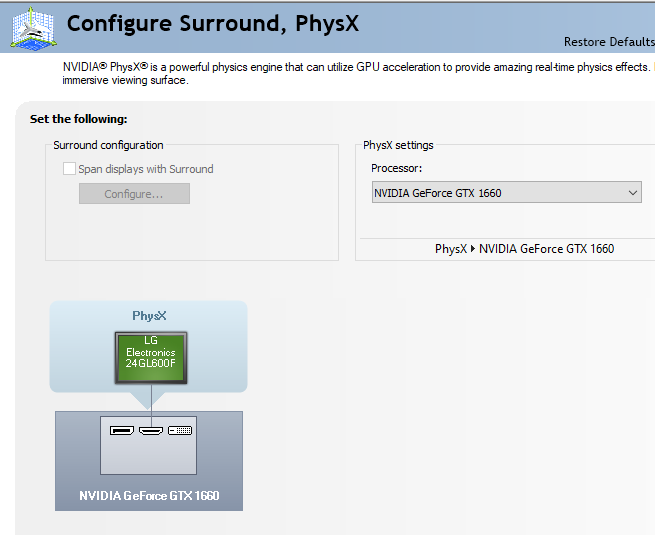 Configure Surround, PhysX
Restore Defaults
NVIDIA® PhysX® is a powerful physics engine that can utilize GPU acceleration to provide amazing real-time physics effects.
immersive viewing surface.
Set the following:
Surround configuration
Span displays with Surround
Configure...
PhysX settings
Processor:
NVIDIA GeForce GTX 1660
PhysX ▸ NVIDIA GeForce GTX 1660
PhysX
LG
Electronics
24GL600F
NVIDIA GeForce GTX 1660